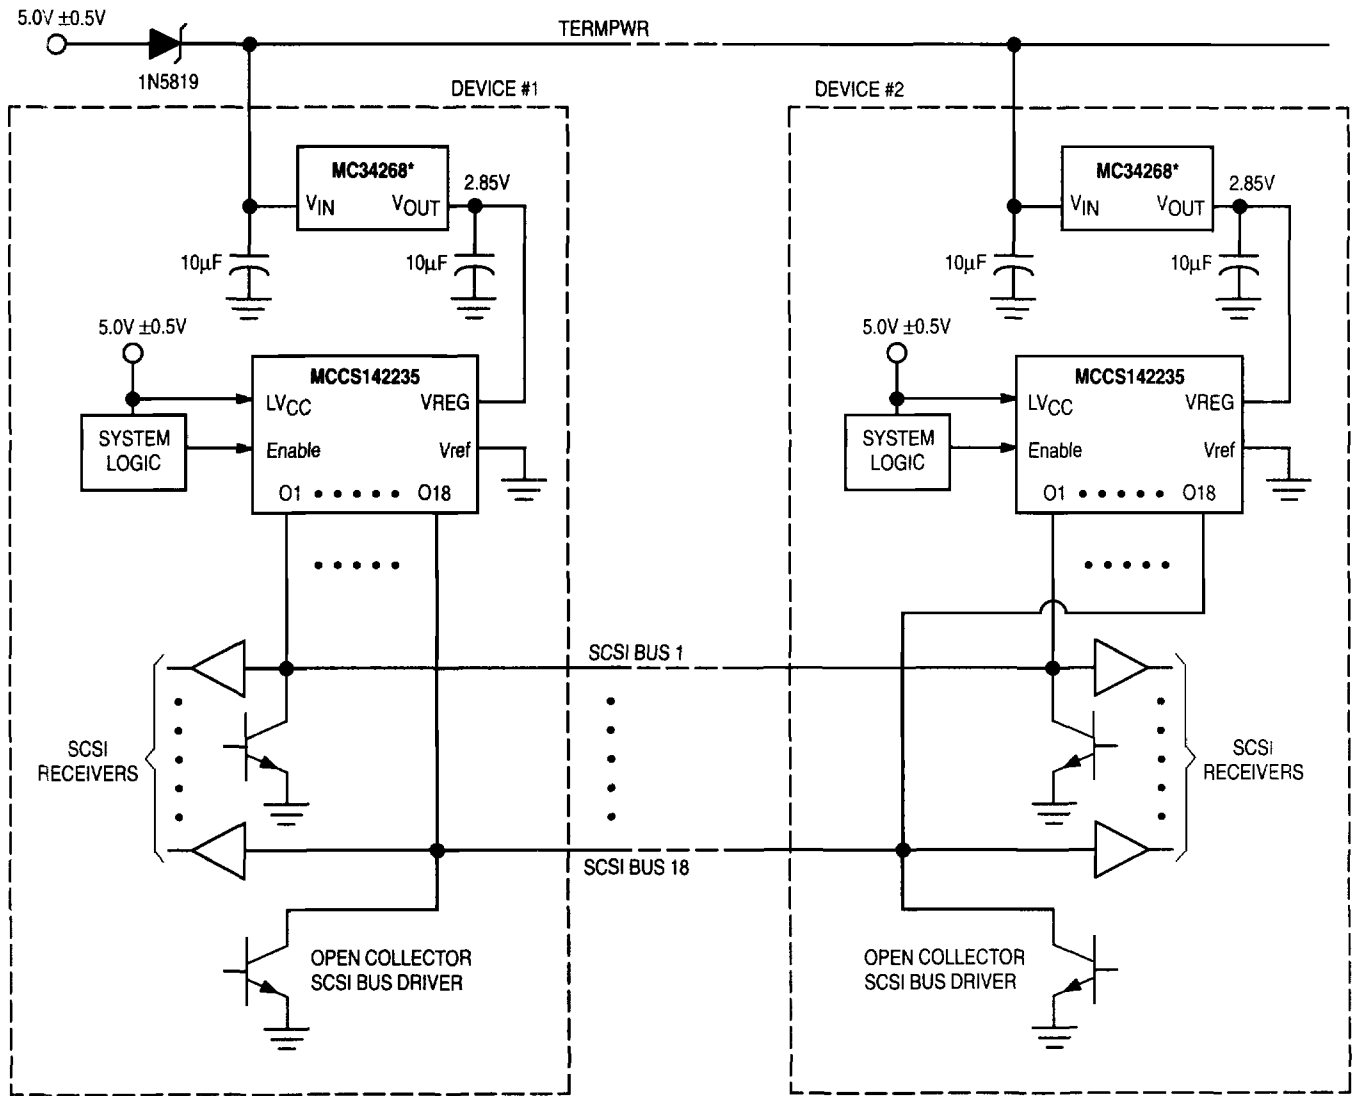 5.0V ±0.5V
1N5819
TERMPWR
DEVICE #1
DEVICE #2
MC34268*
VIN
VOUT
2.85V
10µF
10µF
MC34268*
VIN
VOUT
2.85V
10µF
10µF
5.0V ±0.5V
MCCS142235
LVCC
VREG
SYSTEM
LOGIC
Enable
Vref
O1
O18
5.0V ±0.5V
MCCS142235
LVCC
VREG
SYSTEM
LOGIC
Enable
Vref
O1
O18
SCSI BUS 1
SCSI
RECEIVERS
SCSI
RECEIVERS
SCSI BUS 18
OPEN COLLECTOR
SCSI BUS DRIVER
OPEN COLLECTOR
SCSI BUS DRIVER